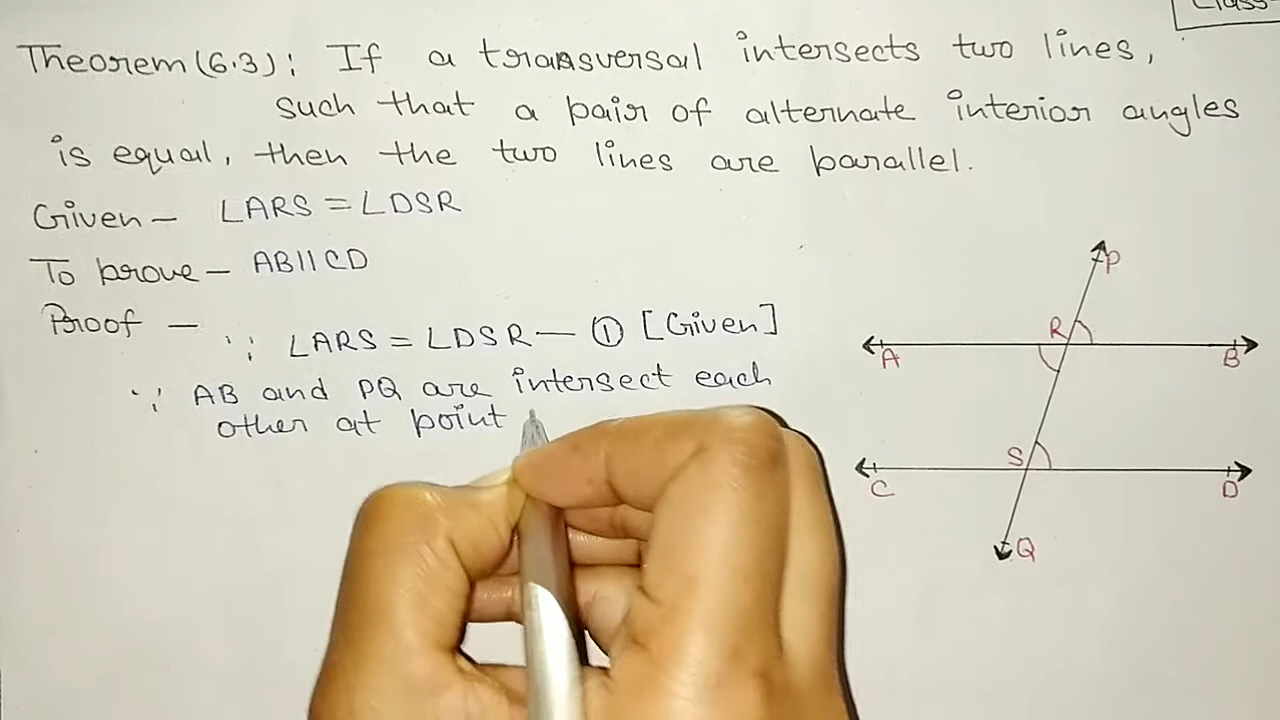 Class-
Theorem (6.3): If a transversal intersects two lines,
such that a pair of alternate interior angles
is equal, then the two lines are parallel.
Given - ∠ARS = ∠DSR
To prove - AB || CD
Proof -
∵ ∠ARS = ∠DSR — ① [Given]
∵ AB and PQ are intersect each
other at point
P
R
A
B
S
C
D
Q